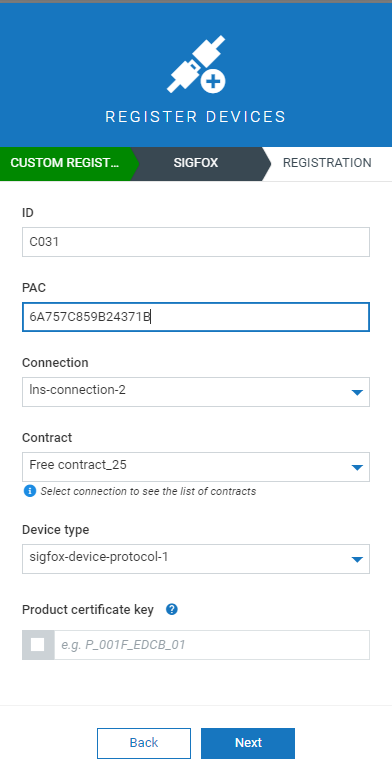 REGISTER DEVICES
CUSTOM REGIST... SIGFOX REGISTRATION
ID
C031
PAC
6A757C859B24371B
Connection
lns-connection-2
Contract
Free contract_25
Select connection to see the list of contracts
Device type
sigfox-device-protocol-1
Product certificate key
e.g. P_001F_EDCB_01
Back Next